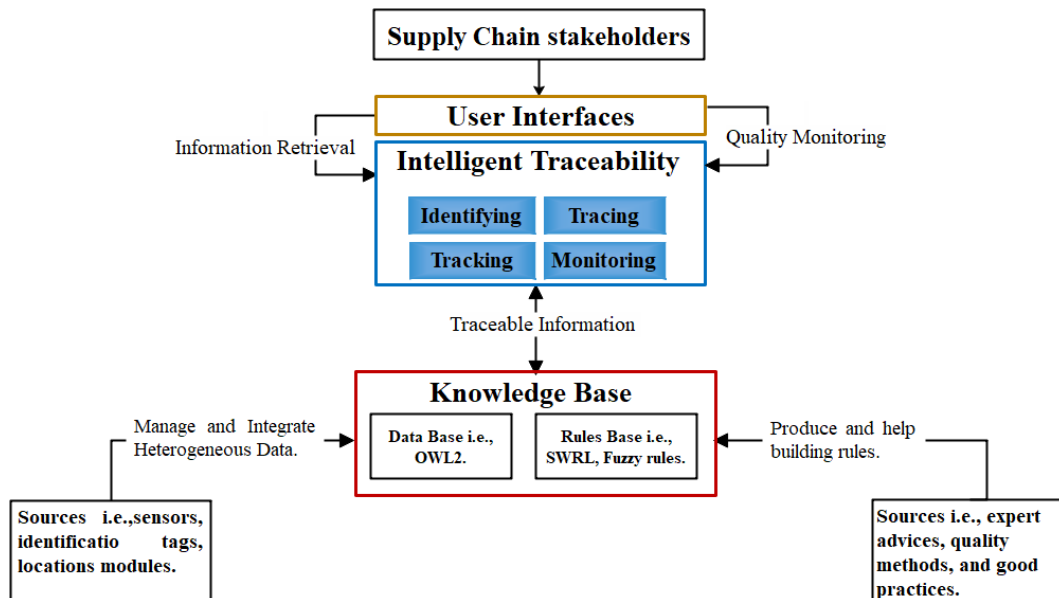 Supply Chain stakeholders
User Interfaces
Information Retrieval
Quality Monitoring
Intelligent Traceability
Identifying
Tracing
Tracking
Monitoring
Traceable Information
Knowledge Base
Manage and Integrate
Heterogeneous Data.
Data Base i.e.,
OWL2.
Rules Base i.e.,
SWRL, Fuzzy rules.
Produce and help
building rules.
Sources i.e.,sensors,
identificatio tags,
locations modules.
Sources i.e., expert
advices, quality
methods, and good
practices.